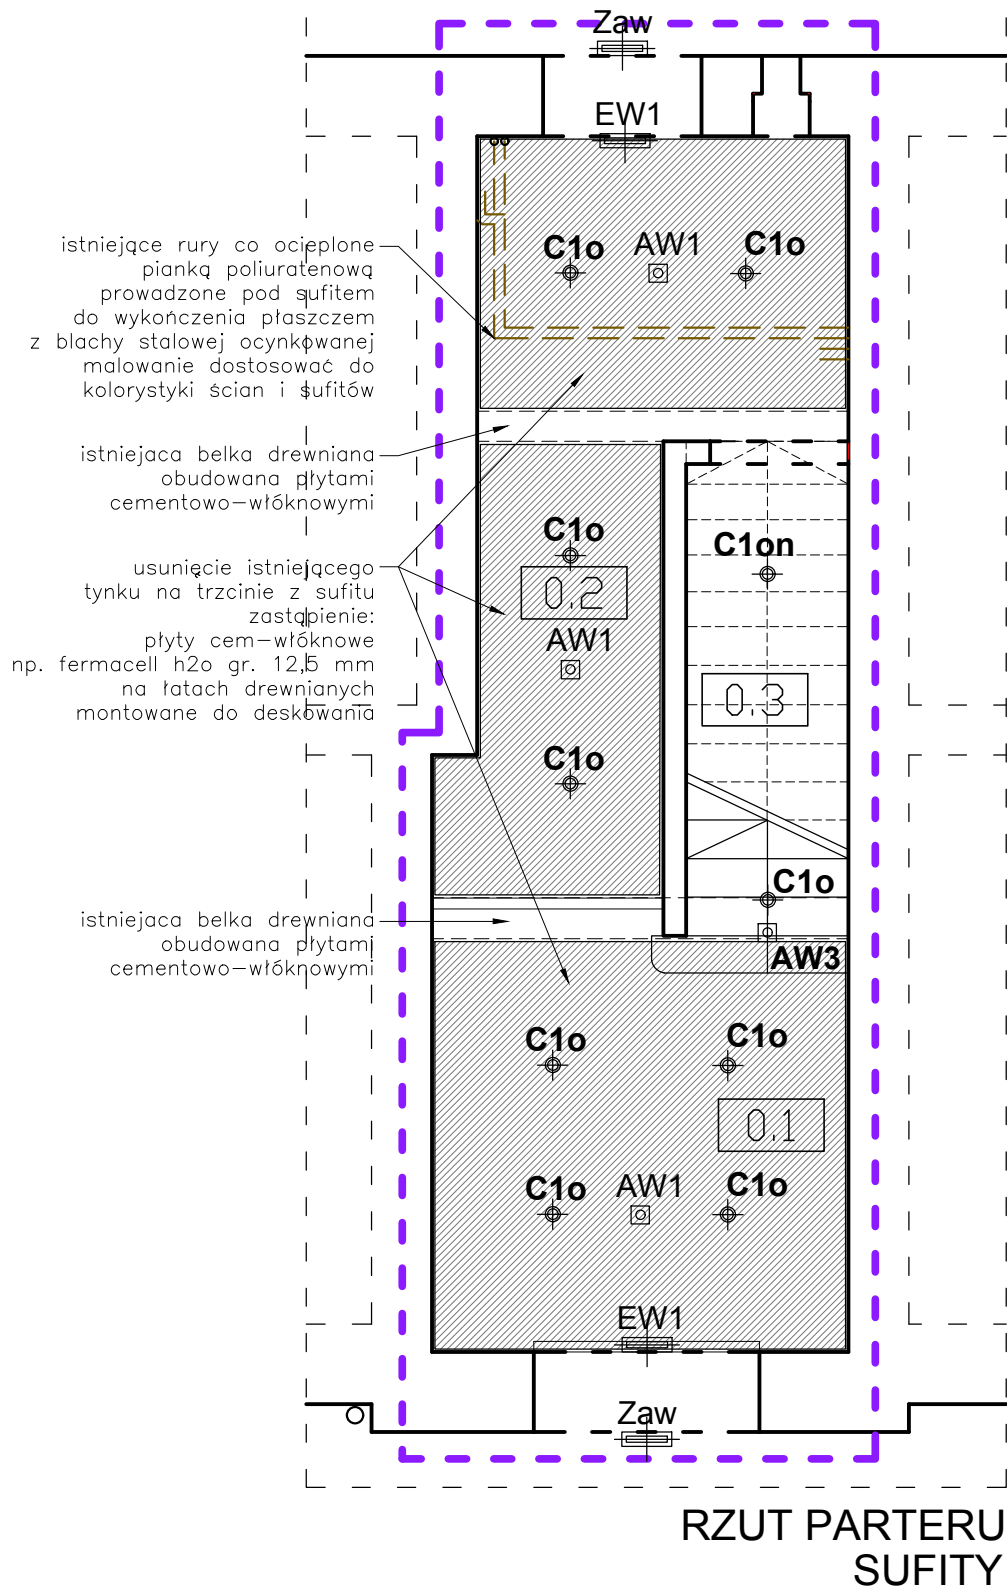 Zaw
EW1
istniejące rury co ocieplone
pianką poliuratenową
prowadzone pod sufitem
do wykończenia płaszczem
z blachy stalowej ocynkowanej
malowanie dostosować do
kolorystyki ścian i sufitów
C1o
AW1
C1o
istniejaca belka drewniana
obudowana płytami
cementowo-włóknowymi
C1o
C1on
usunięcie istniejącego
tynku na trzcinie z sufitu
zastąpienie:
płyty cem-włóknowe
np. fermacell h2o gr. 12,5 mm
na łatach drewnianych
montowane do deskowania
0.2
AW1
0.3
C1o
C1o
istniejaca belka drewniana
obudowana płytami
cementowo-włóknowymi
AW3
C1o
C1o
0.1
C1o
AW1
C1o
EW1
Zaw
RZUT PARTERU
SUFITY